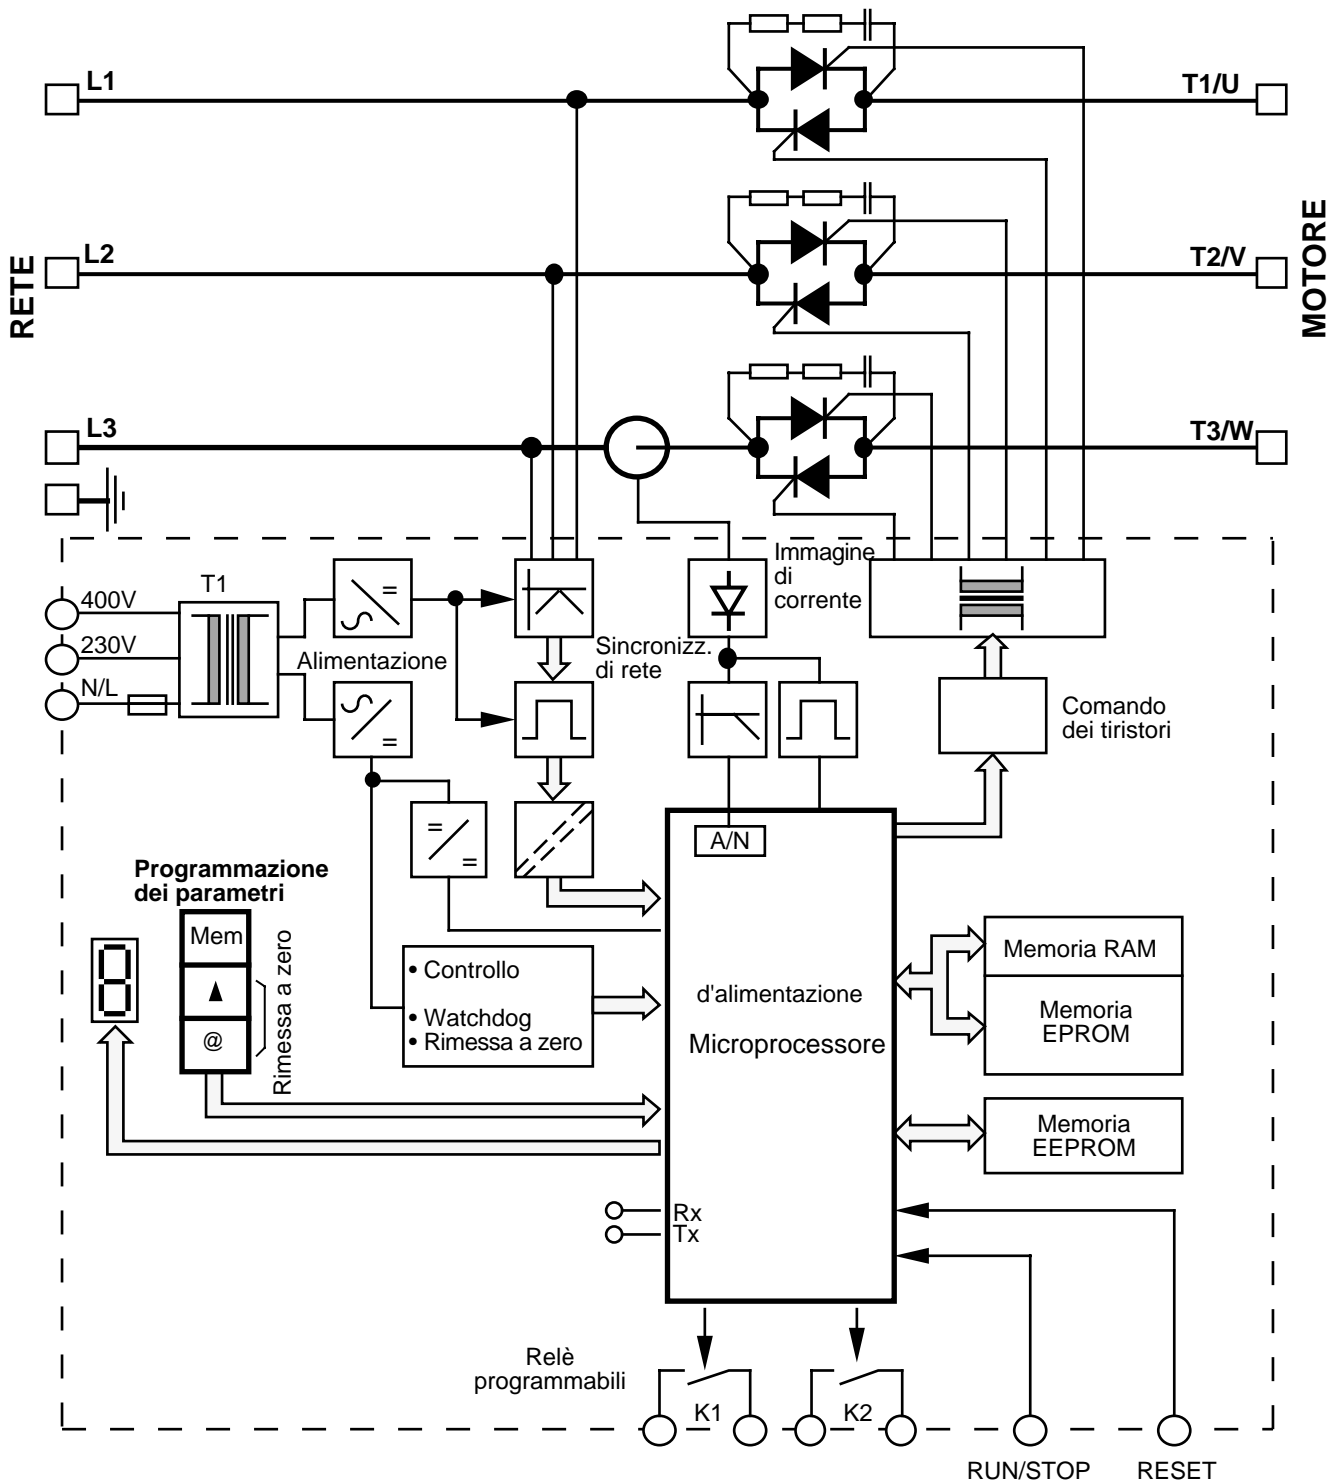 L1
T1/U
L2
T2/V
RETE
MOTORE
L3
T3/W
T1
400V
230V
N/L
Alimentazione
Sincronizz.
di rete
Immagine
di
corrente
Comando
dei tiristori
A/N
Programmazione
dei parametri
Mem
▲
@
Rimessa a zero
• Controllo
• Watchdog
• Rimessa a zero
d'alimentazione
Microprocessore
Memoria RAM
Memoria
EPROM
Memoria
EEPROM
Rx
Tx
Relè
programmabili
K1
K2
RUN/STOP
RESET